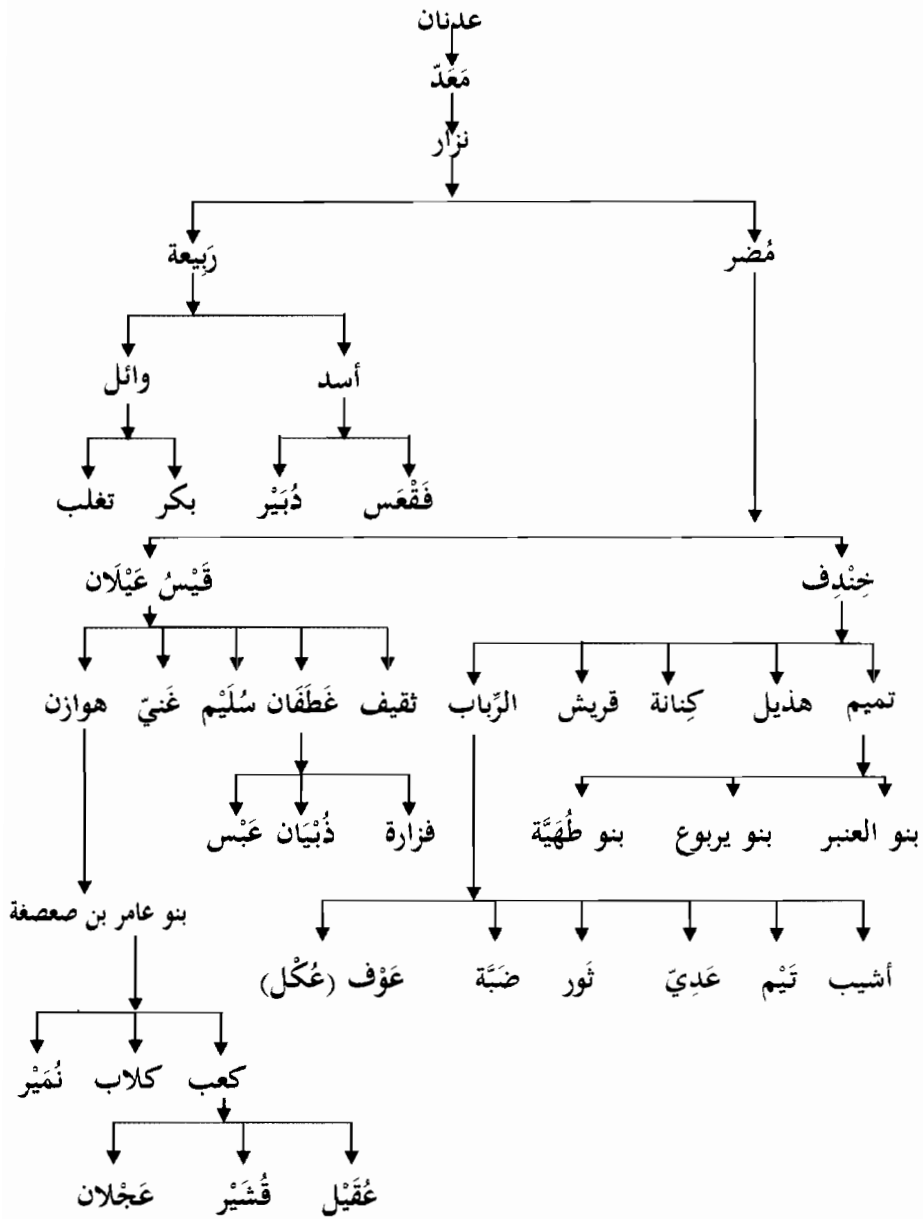 عدنان
مَعَدّ
نزار
مُضر رَبِيعة
أسد وائل
فَقْعَس دُبَيْر بكر تغلب
خِنْدِف قَيْسُ عَيْلَان
تميم هذيل كِنانة قريش الرِّباب ثقيف غَطَفَان سُلَيْم غَنيّ هوازن
بنو العنبر بنو يربوع بنو طُهَيَّة فزارة ذُبْيَان عَبْس
بنو عامر بن صعصغة
أشيب تَيْم عَدِيّ ثَور ضَبَّة عَوْف (عُكْل)
كعب كلاب نُمَيْر
عُقَيْل قُشَيْر عَجْلان